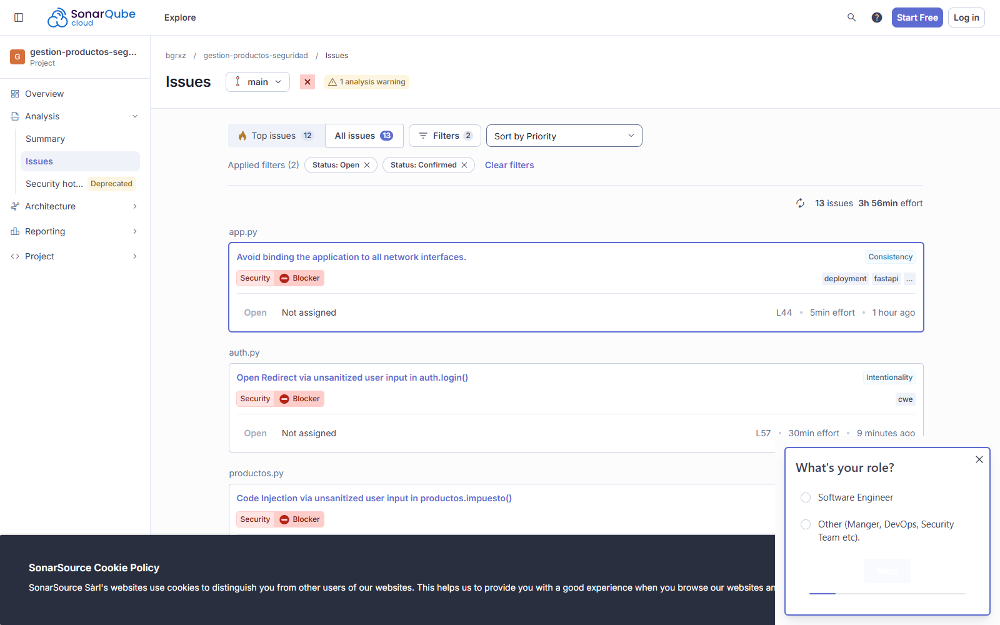 SonarQube cloud
Explore
Start Free
Log in
G
gestion-productos-seg...
Project
Overview
Analysis
Summary
Issues
Security hot... Deprecated
Architecture
Reporting
Project
bgrxz / gestion-productos-seguridad / Issues
Issues
main
1 analysis warning
Top issues 12
All issues 13
Filters 2
Sort by Priority
Applied filters (2)
Status: Open
Status: Confirmed
Clear filters
13 issues 3h 56min effort
app.py
Avoid binding the application to all network interfaces.
Consistency
Security Blocker
deployment fastapi ...
Open Not assigned
L44 • 5min effort • 1 hour ago
auth.py
Open Redirect via unsanitized user input in auth.login()
Intentionality
Security Blocker
cwe
Open Not assigned
L57 • 30min effort • 9 minutes ago
productos.py
Code Injection via unsanitized user input in productos.impuesto()
Security Blocker
SonarSource Cookie Policy
SonarSource Sàrl's websites use cookies to distinguish you from other users of our websites. This helps us to provide you with a good experience when you browse our websites an
What's your role?
Software Engineer
Other (Manger, DevOps, Security
Team etc).
Next